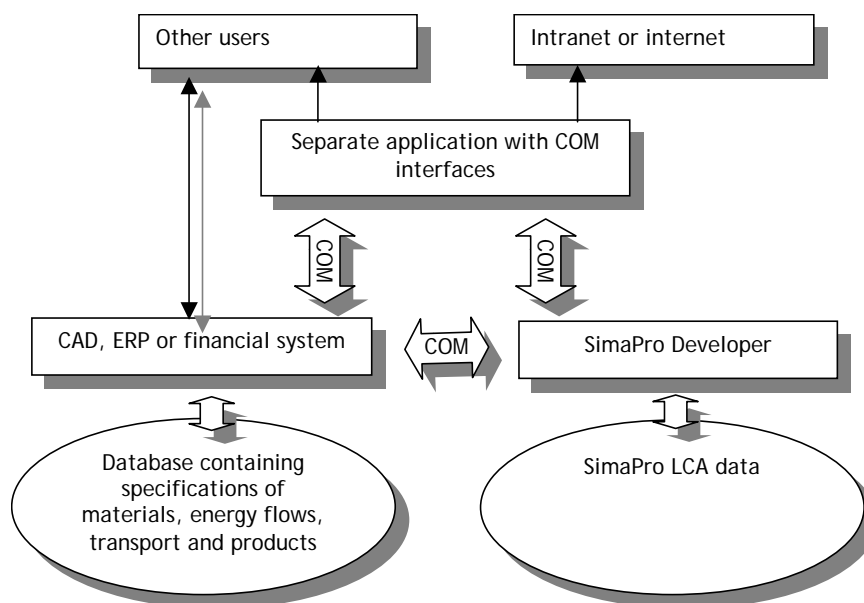 Other users
Intranet or internet
Separate application with COM
interfaces
COM
COM
CAD, ERP or financial system
COM
SimaPro Developer
Database containing
specifications of
materials, energy flows,
transport and products
SimaPro LCA data